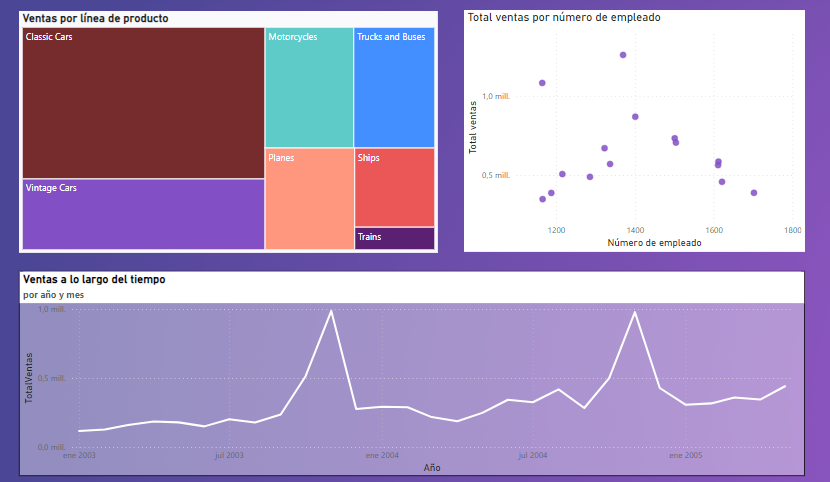 Ventas por línea de producto
Classic Cars
Motorcycles
Trucks and Buses
Vintage Cars
Planes
Ships
Trains
Total ventas por número de empleado
Total ventas
1,0 mill.
0,5 mill.
1200
1400
1600
1800
Número de empleado
Ventas a lo largo del tiempo
por año y mes
TotalVentas
1,0 mill.
0,5 mill.
0,0 mill.
ene 2003
jul 2003
ene 2004
jul 2004
ene 2005
Año